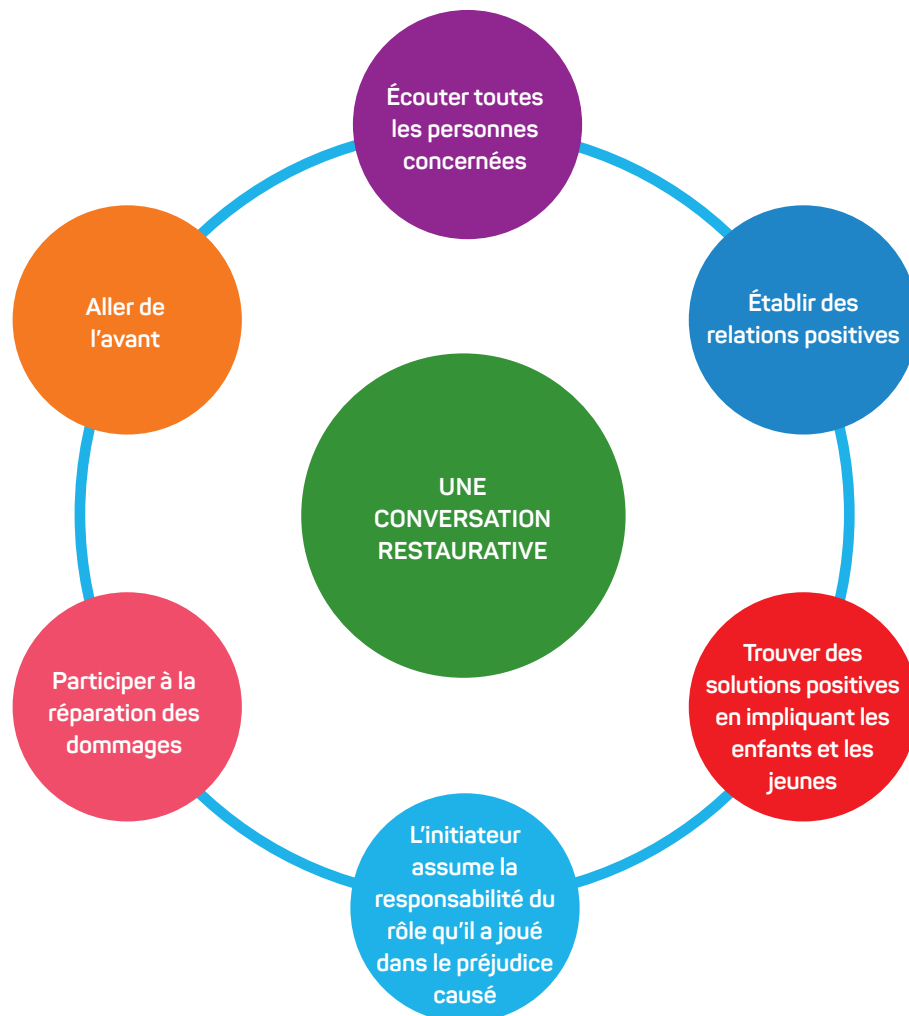 Écouter toutes
les personnes
concernées
Établir des
relations positives
Trouver des
solutions positives
en impliquant les
enfants et les
jeunes
L'initiateur
assume la
responsabilité du
rôle qu'il a joué
dans le préjudice
causé
Participer à la
réparation des
dommages
Aller de
l'avant
UNE
CONVERSATION
RESTAURATIVE